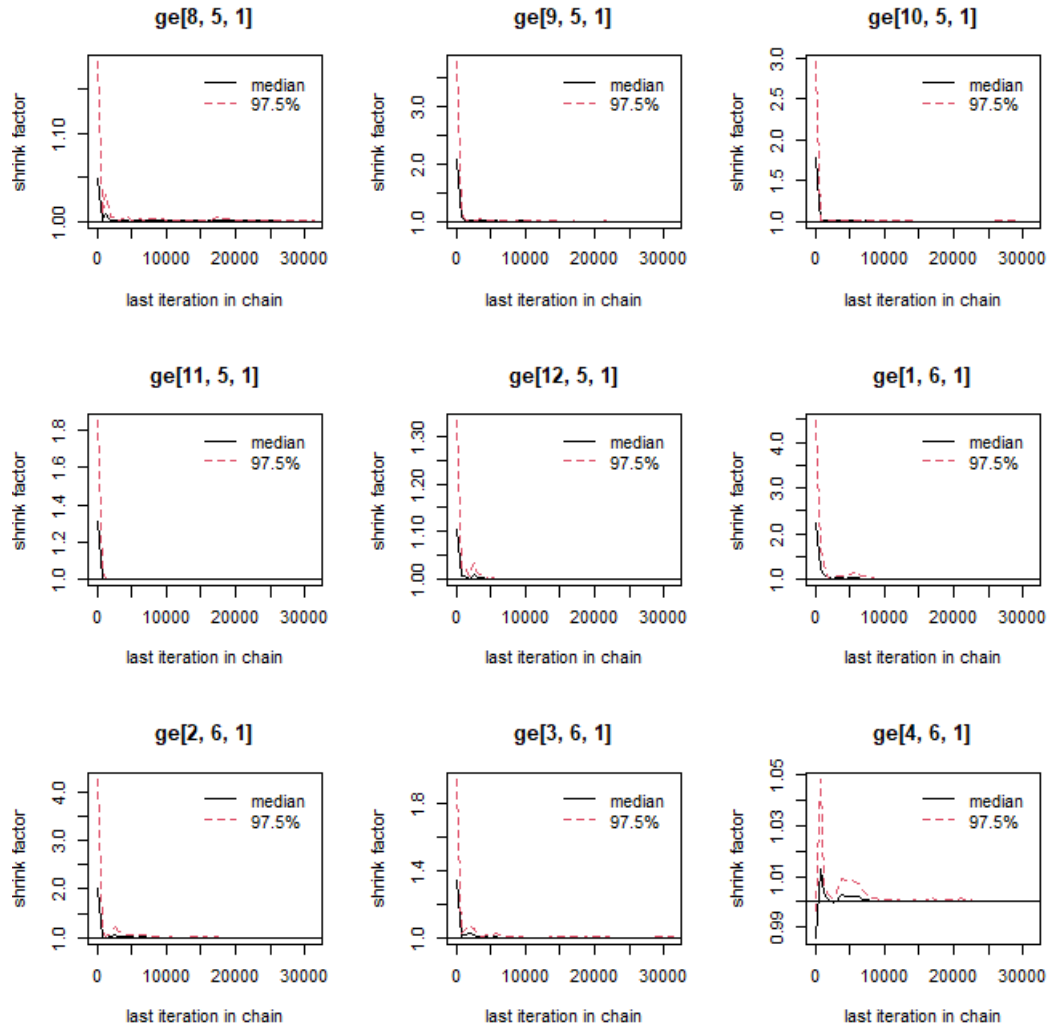 ge[8, 5, 1]
shrink factor
1.00 1.10
median
97.5%
0 10000 20000 30000
last iteration in chain
ge[9, 5, 1]
shrink factor
1.0 2.0 3.0
median
97.5%
0 10000 20000 30000
last iteration in chain
ge[10, 5, 1]
shrink factor
1.0 1.5 2.0 2.5 3.0
median
97.5%
0 10000 20000 30000
last iteration in chain
ge[11, 5, 1]
shrink factor
1.0 1.2 1.4 1.6 1.8
median
97.5%
0 10000 20000 30000
last iteration in chain
ge[12, 5, 1]
shrink factor
1.00 1.10 1.20 1.30
median
97.5%
0 10000 20000 30000
last iteration in chain
ge[1, 6, 1]
shrink factor
1.0 2.0 3.0 4.0
median
97.5%
0 10000 20000 30000
last iteration in chain
ge[2, 6, 1]
shrink factor
1.0 2.0 3.0 4.0
median
97.5%
0 10000 20000 30000
last iteration in chain
ge[3, 6, 1]
shrink factor
1.0 1.4 1.8
median
97.5%
0 10000 20000 30000
last iteration in chain
ge[4, 6, 1]
shrink factor
0.99 1.01 1.03 1.05
median
97.5%
0 10000 20000 30000
last iteration in chain